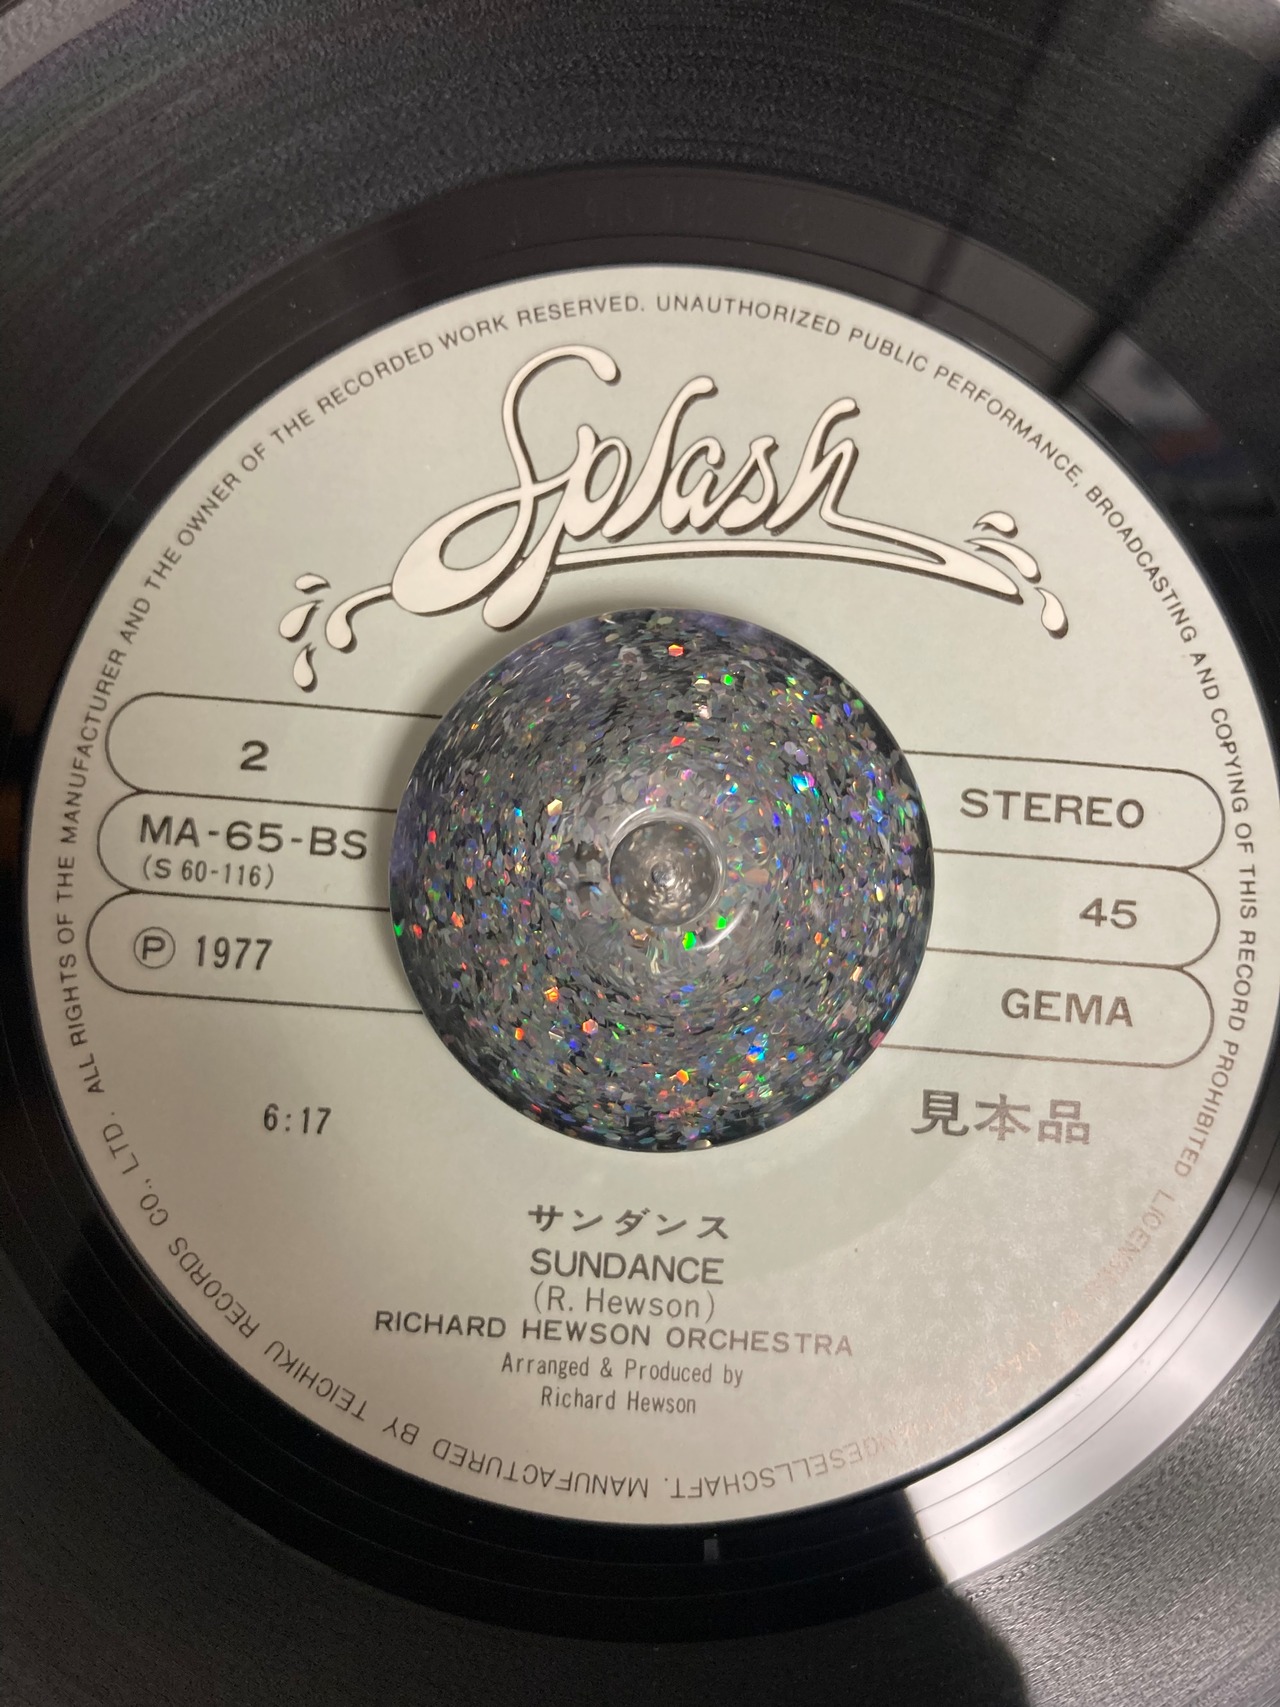 ALL RIGHTS OF THE MANUFACTURER AND THE OWNER OF THE RECORDED WORK RESERVED. UNAUTHORIZED PUBLIC PERFORMANCE, BROADCASTING AND COPYING OF THIS RECORD PROHIBITED
MANUFACTURED BY TEICHIKU RECORDS CO., LTD.
Splash
2
MA-65-BS
(S 60-116)
Ⓟ 1977
STEREO
45
GEMA
6:17
見本品
サンダンス
SUNDANCE
(R. Hewson)
RICHARD HEWSON ORCHESTRA
Arranged & Produced by
Richard Hewson